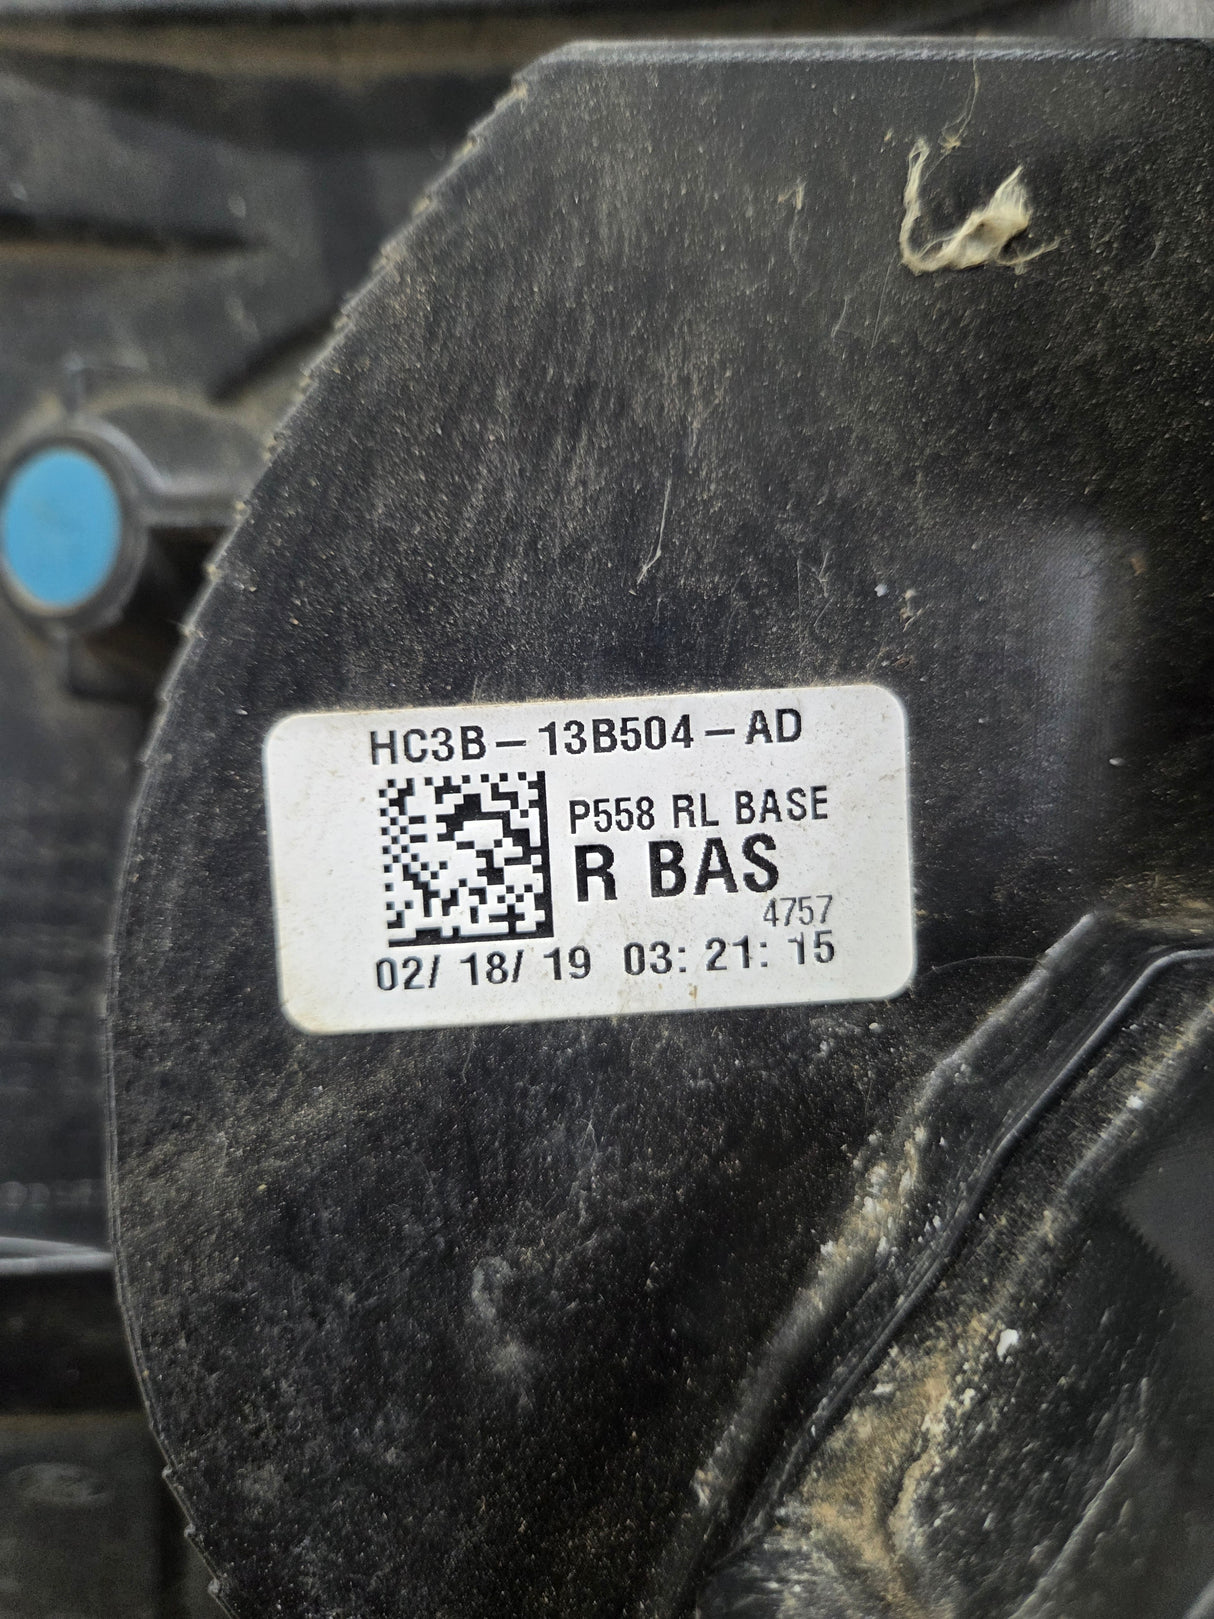 HC3B-13B504-AD
P558 RL BASE
R BAS
4757
02/ 18/ 19 03: 21: 15